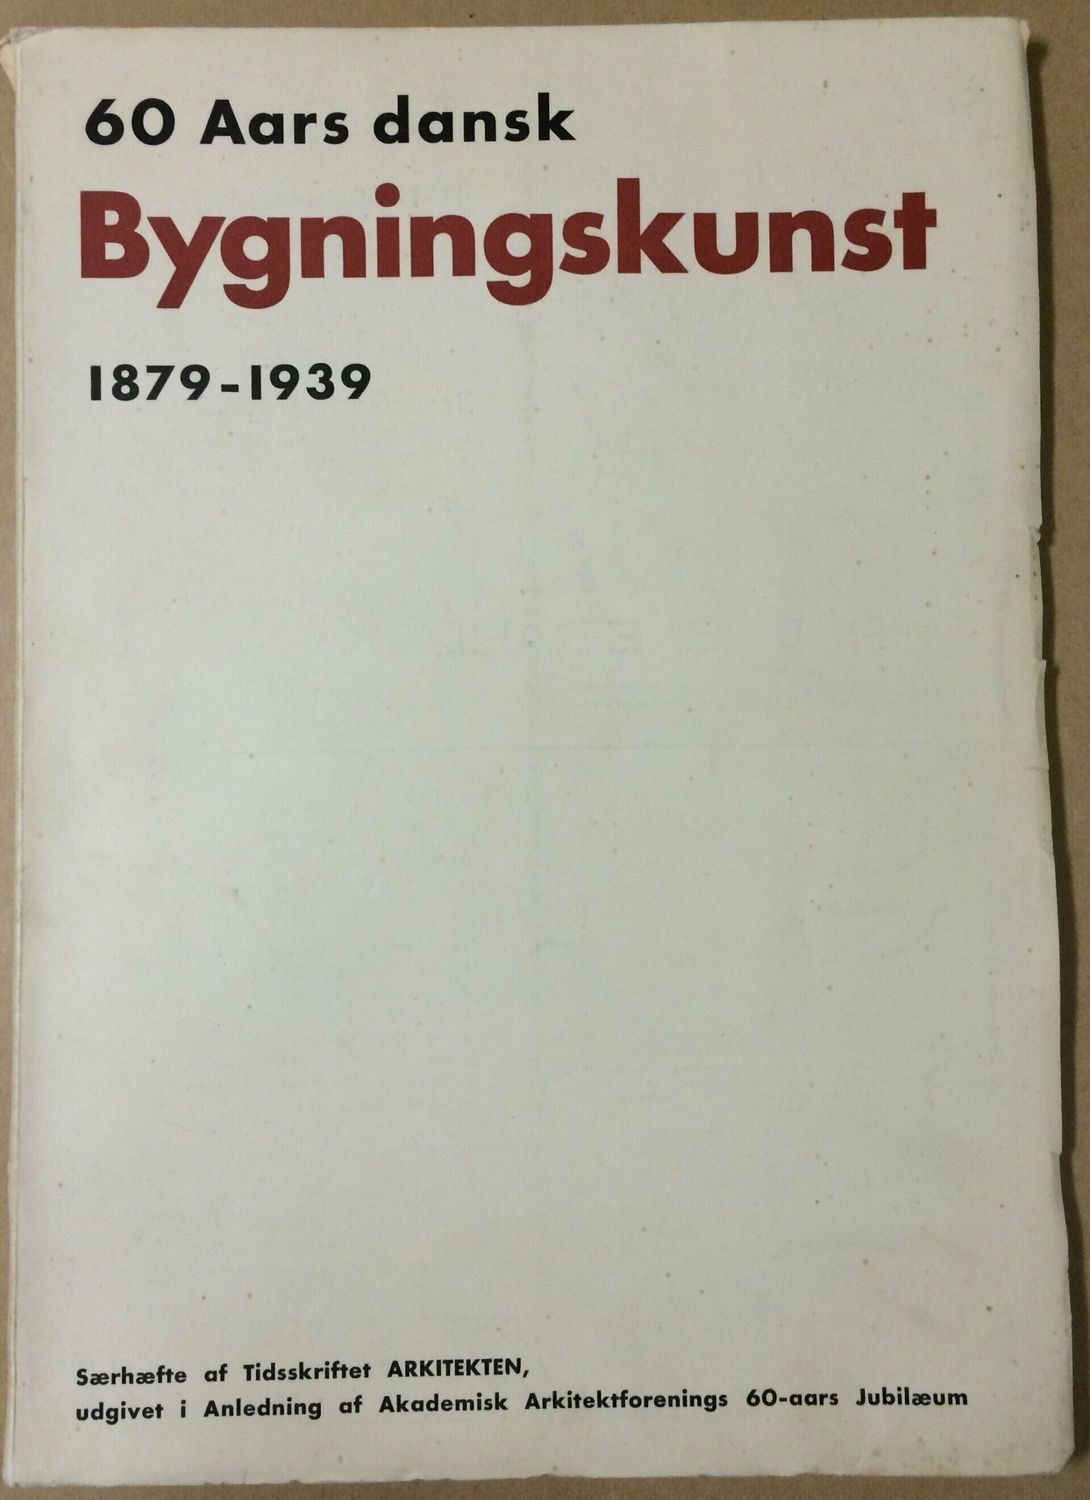 60 Aars dansk
Bygningskunst
1879-1939
Særhæfte af Tidsskriftet ARKITEKTEN,
udgivet i Anledning af Akademisk Arkitektforenings 60-aars Jubilæum